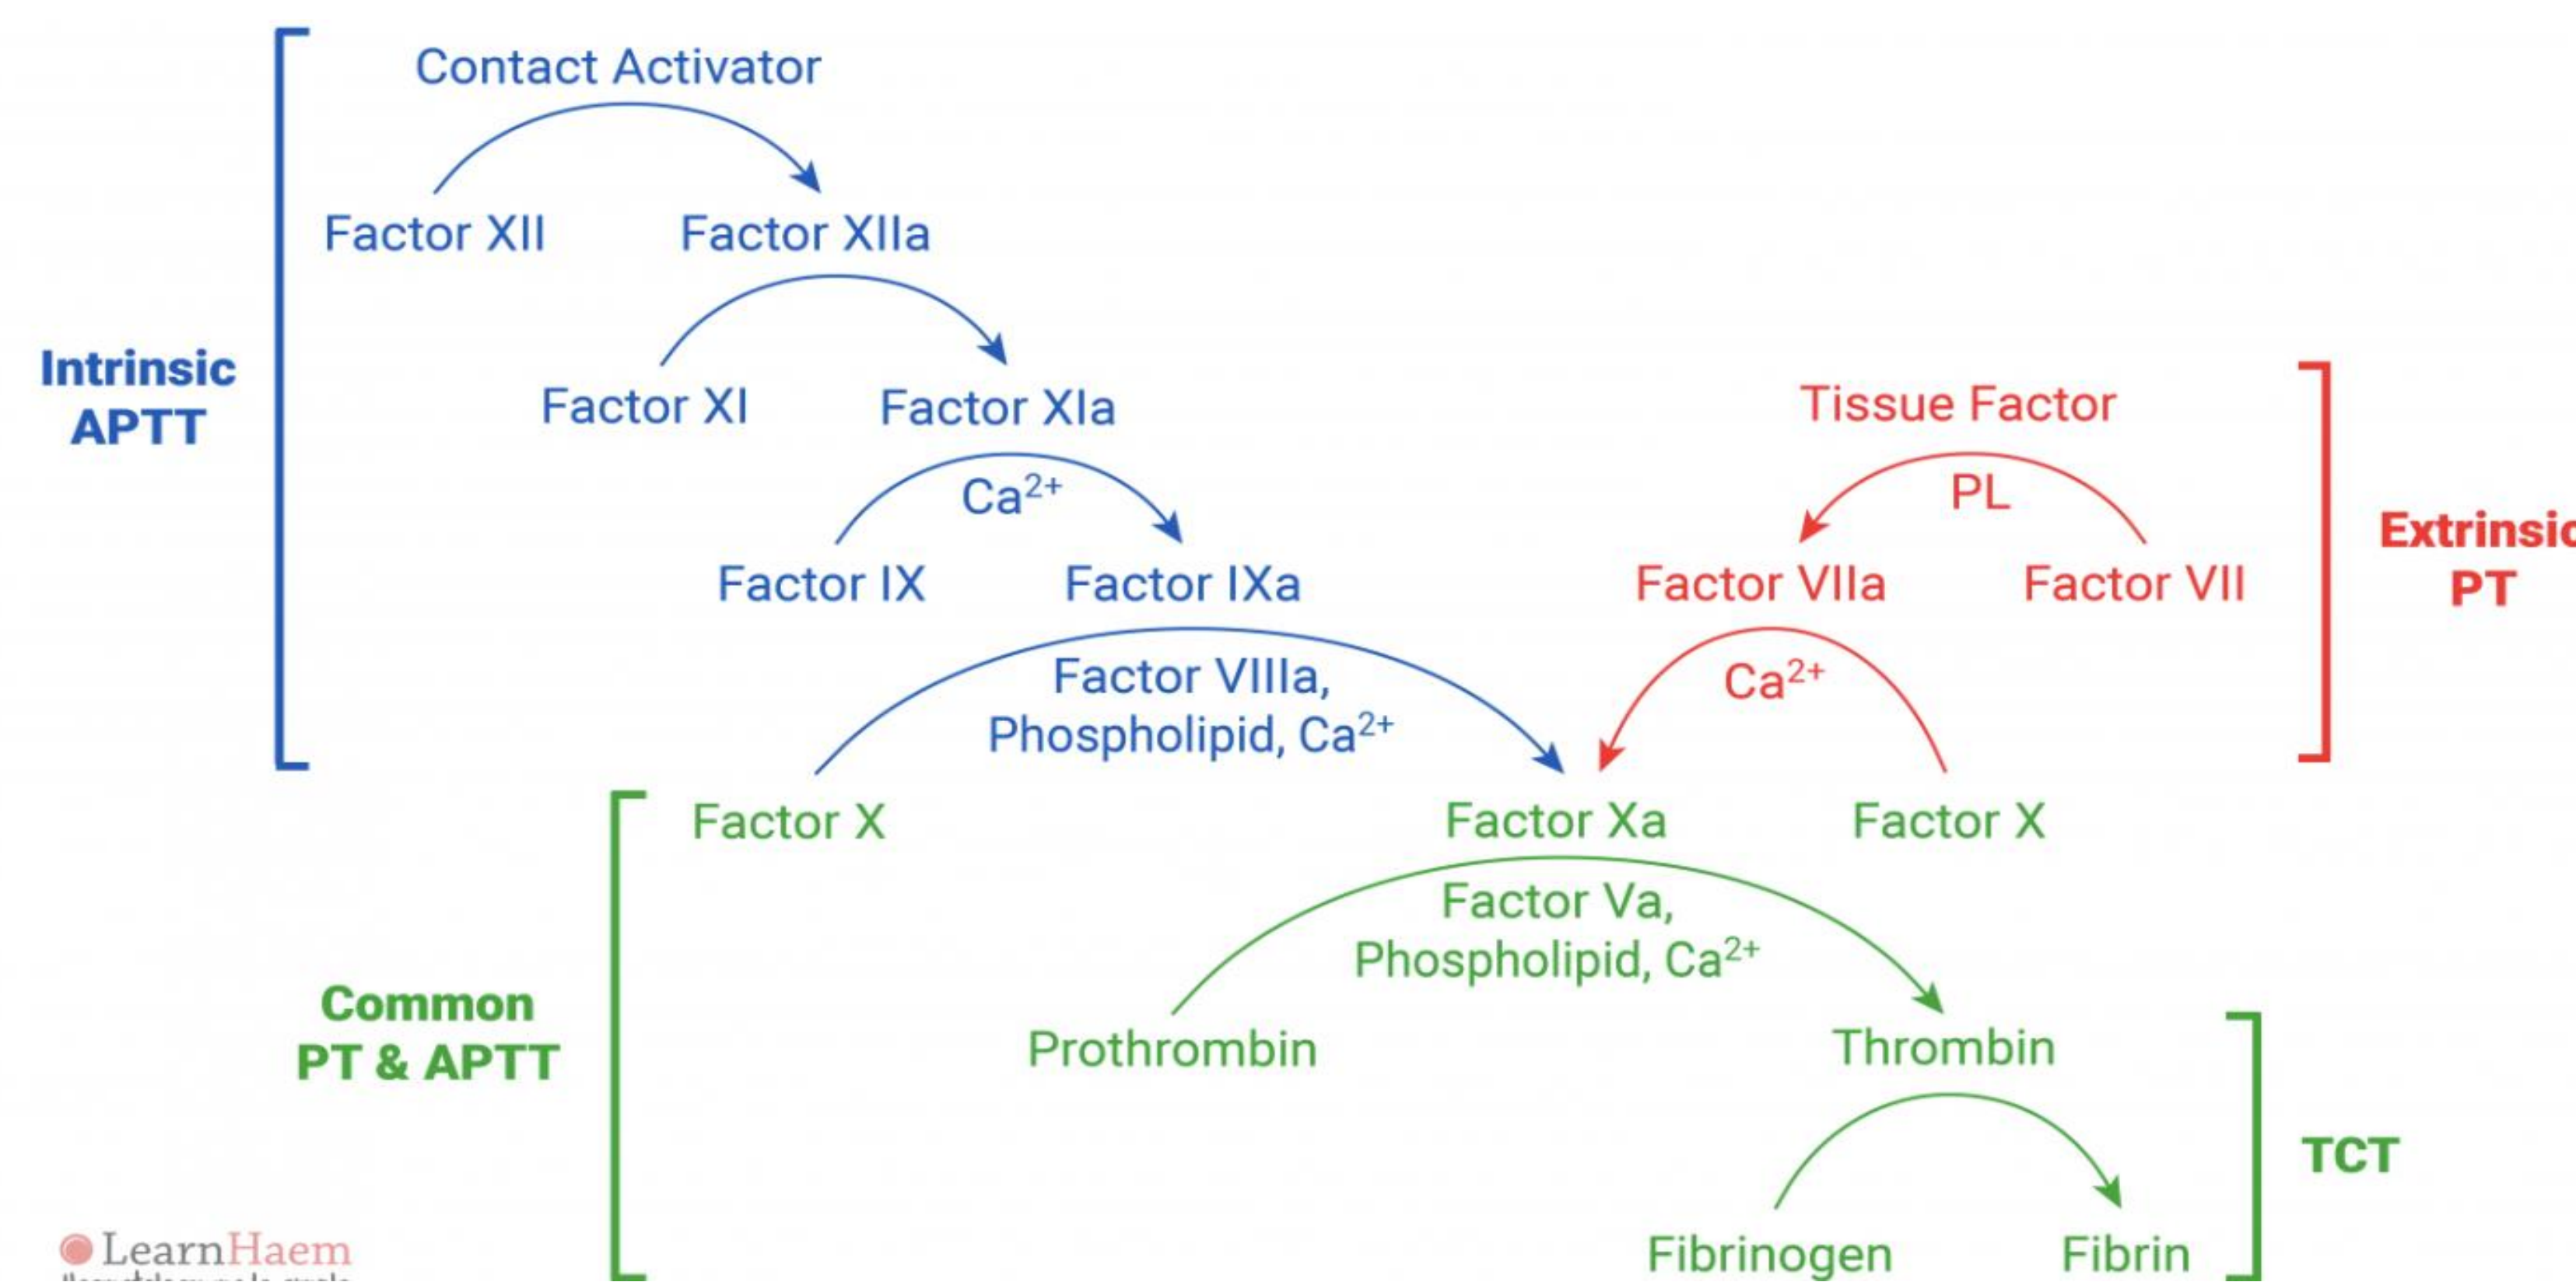 Contact Activator
Factor XII
Factor XIIa
Intrinsic
APTT
Factor XI
Factor XIa
Tissue Factor
Ca²⁺
PL
Extrinsic
PT
Factor IX
Factor IXa
Factor VIIa
Factor VII
Factor VIIIa,
Phospholipid, Ca²⁺
Ca²⁺
Factor X
Factor Xa
Factor X
Factor Va,
Phospholipid, Ca²⁺
Common
PT & APTT
Prothrombin
Thrombin
TCT
Fibrinogen
Fibrin
LearnHaem